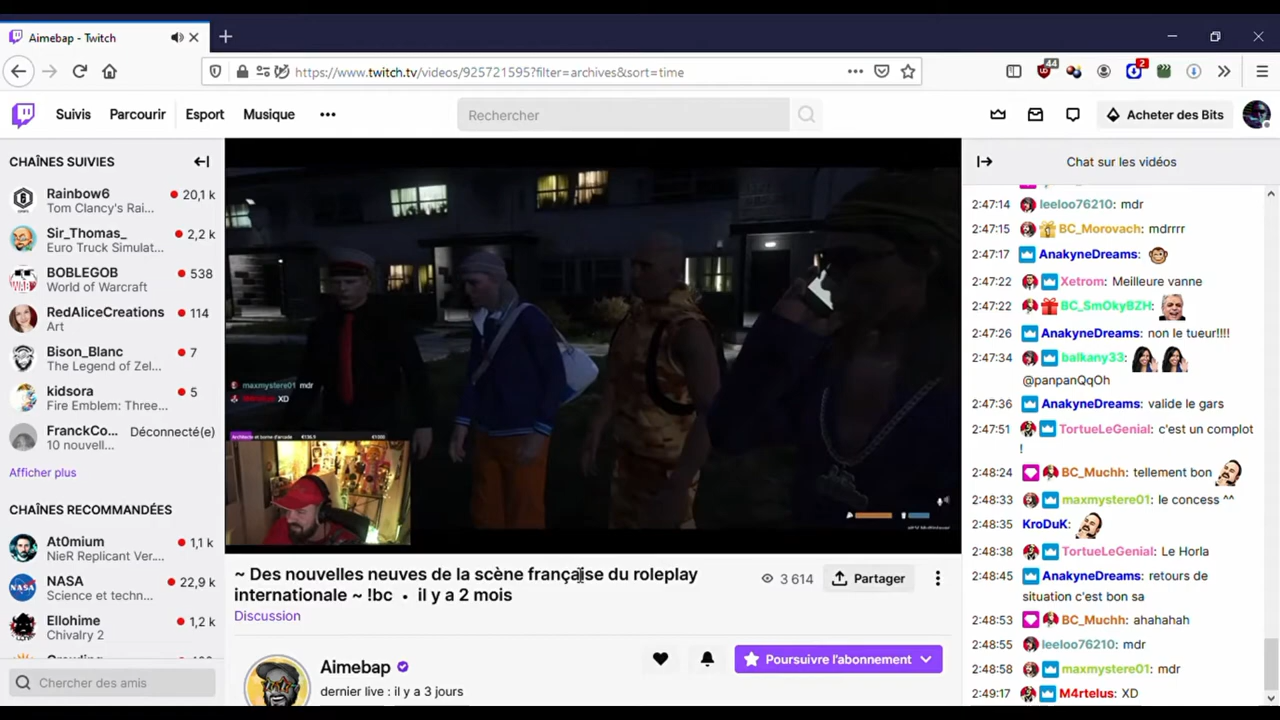 Aimebap - Twitch
https://www.twitch.tv/videos/925721595?filter=archives&sort=time
44
2
Suivis Parcourir Esport Musique
Rechercher
Acheter des Bits
CHAÎNES SUIVIES
Rainbow6 20,1 k
Tom Clancy's Rai...
Sir_Thomas_ 2,2 k
Euro Truck Simulat...
BOBLEGOB 538
World of Warcraft
RedAliceCreations 114
Art
Bison_Blanc 7
The Legend of Zel...
kidsora 5
Fire Emblem: Three...
FranckCo... Déconnecté(e)
10 nouvell...
Afficher plus
CHAÎNES RECOMMANDÉES
At0mium 1,1 k
NieR Replicant Ver...
NASA 22,9 k
Science et techn...
Ellohime 1,2 k
Chivalry 2
Chercher des amis
maxmystere01 mdr
XD
~ Des nouvelles neuves de la scène française du roleplay
internationale ~ !bc • il y a 2 mois
Discussion
3 614
Partager
Aimebap
dernier live : il y a 3 jours
Poursuivre l'abonnement
Chat sur les vidéos
2:47:14 leeloo76210: mdr
2:47:15 BC_Morovach: mdrrrr
2:47:17 AnakyneDreams:
2:47:22 Xetrom: Meilleure vanne
2:47:22 BC_SmOkyBZH:
2:47:26 AnakyneDreams: non le tueur!!!!
2:47:34 balkany33:
@panpanQqOh
2:47:36 AnakyneDreams: valide le gars
2:47:51 TortueLeGenial: c'est un complot
!
2:48:24 BC_Muchh: tellement bon
2:48:33 maxmystere01: le concess ^^
2:48:35 KroDuK:
2:48:38 TortueLeGenial: Le Horla
2:48:45 AnakyneDreams: retours de
situation c'est bon sa
2:48:53 BC_Muchh: ahahahah
2:48:55 leeloo76210: mdr
2:48:58 maxmystere01: mdr
2:49:17 M4rtelus: XD